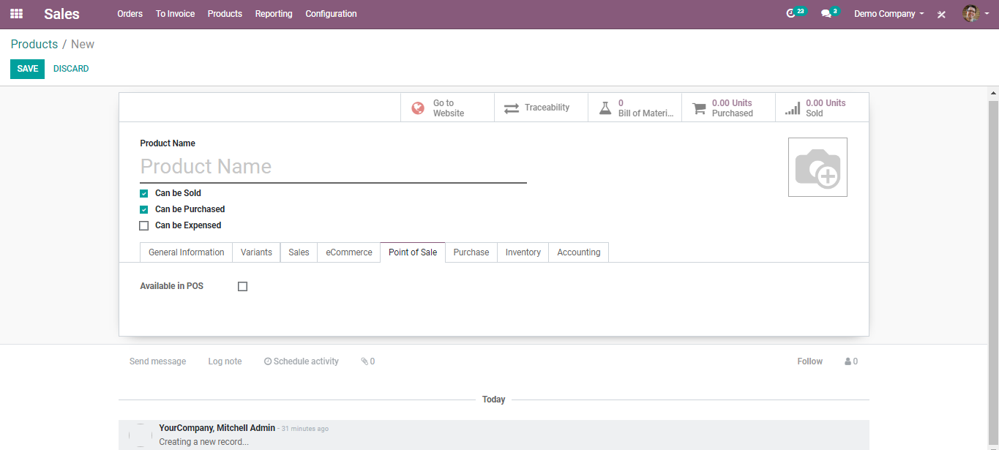 Sales Orders To Invoice Products Reporting Configuration 23 3 Demo Company
Products / New
SAVE DISCARD
Go to
Website
Traceability
0
Bill of Materi...
0.00 Units
Purchased
0.00 Units
Sold
Product Name
Product Name
Can be Sold
Can be Purchased
Can be Expensed
General Information Variants Sales eCommerce Point of Sale Purchase Inventory Accounting
Available in POS
Send message Log note Schedule activity 0 Follow 0
Today
YourCompany, Mitchell Admin - 31 minutes ago
Creating a new record...